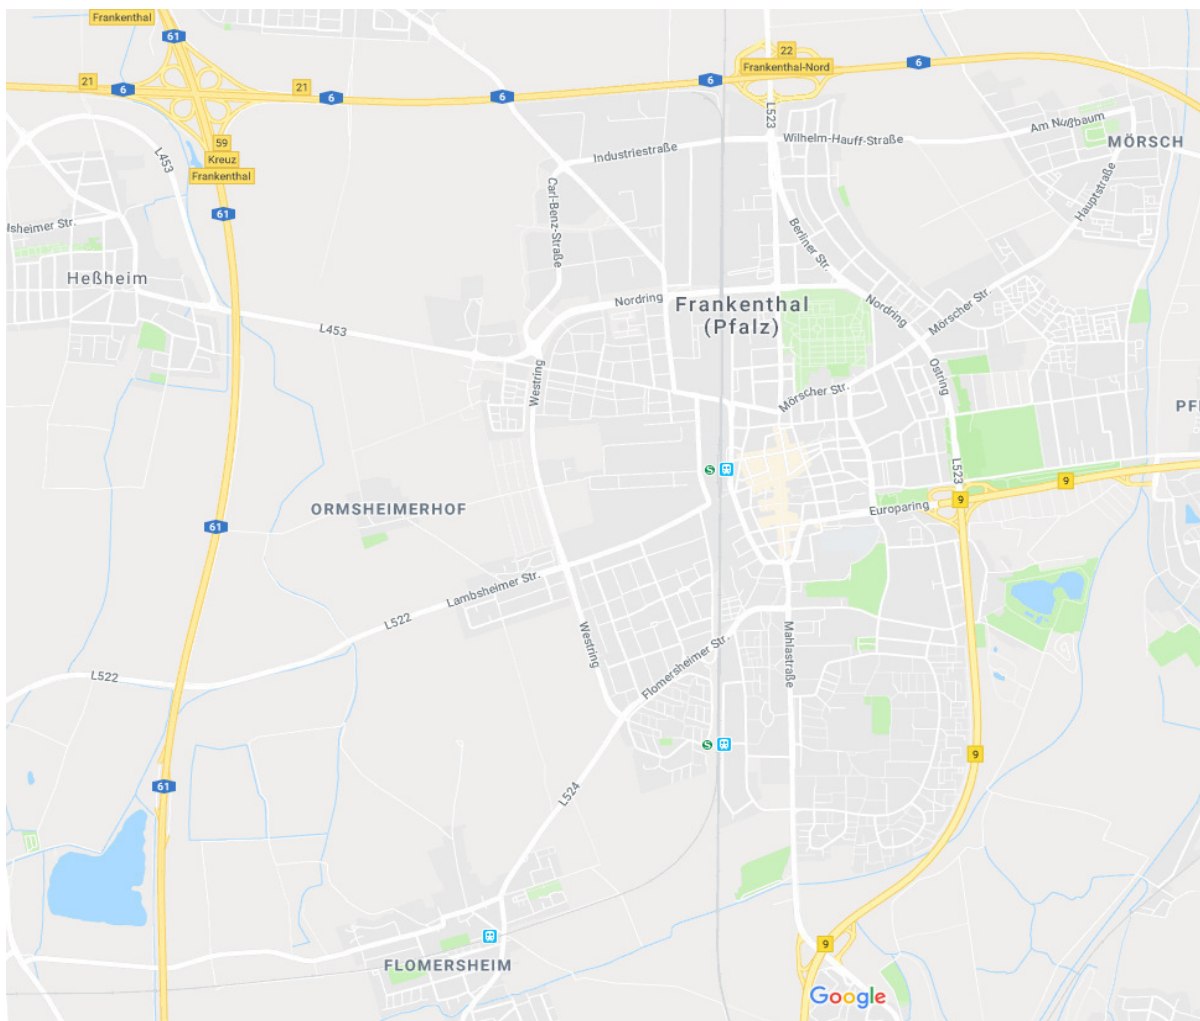 Frankenthal
61
22
Frankenthal-Nord
21
6
21
6
6
6
6
L523
59
Kreuz
Frankenthal
61
L453
Industriestraße
Wilhelm-Hauff-Straße
Am Nußbaum
MÖRSCH
Hauptstraße
Carl-Benz-Straße
Berliner Str.
lsheimer Str.
Heßheim
Nordring
Frankenthal
(Pfalz)
Nordring
Mörscher Str.
L453
Westring
Mörscher Str.
Ostring
PF
S
L523
9
9
61
ORMSHEIMERHOF
Europaring
Lambsheimer Str.
L522
Westring
Flomersheimer Str.
Mahlastraße
L522
S
9
61
L524
9
FLOMERSHEIM
Google